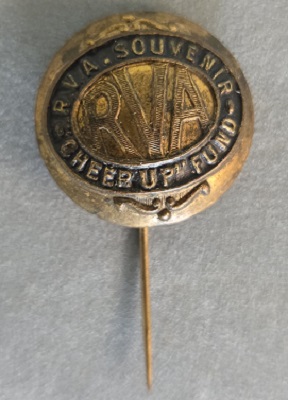 R.V.A. SOUVENIR
RVA
"CHEER UP" FUND